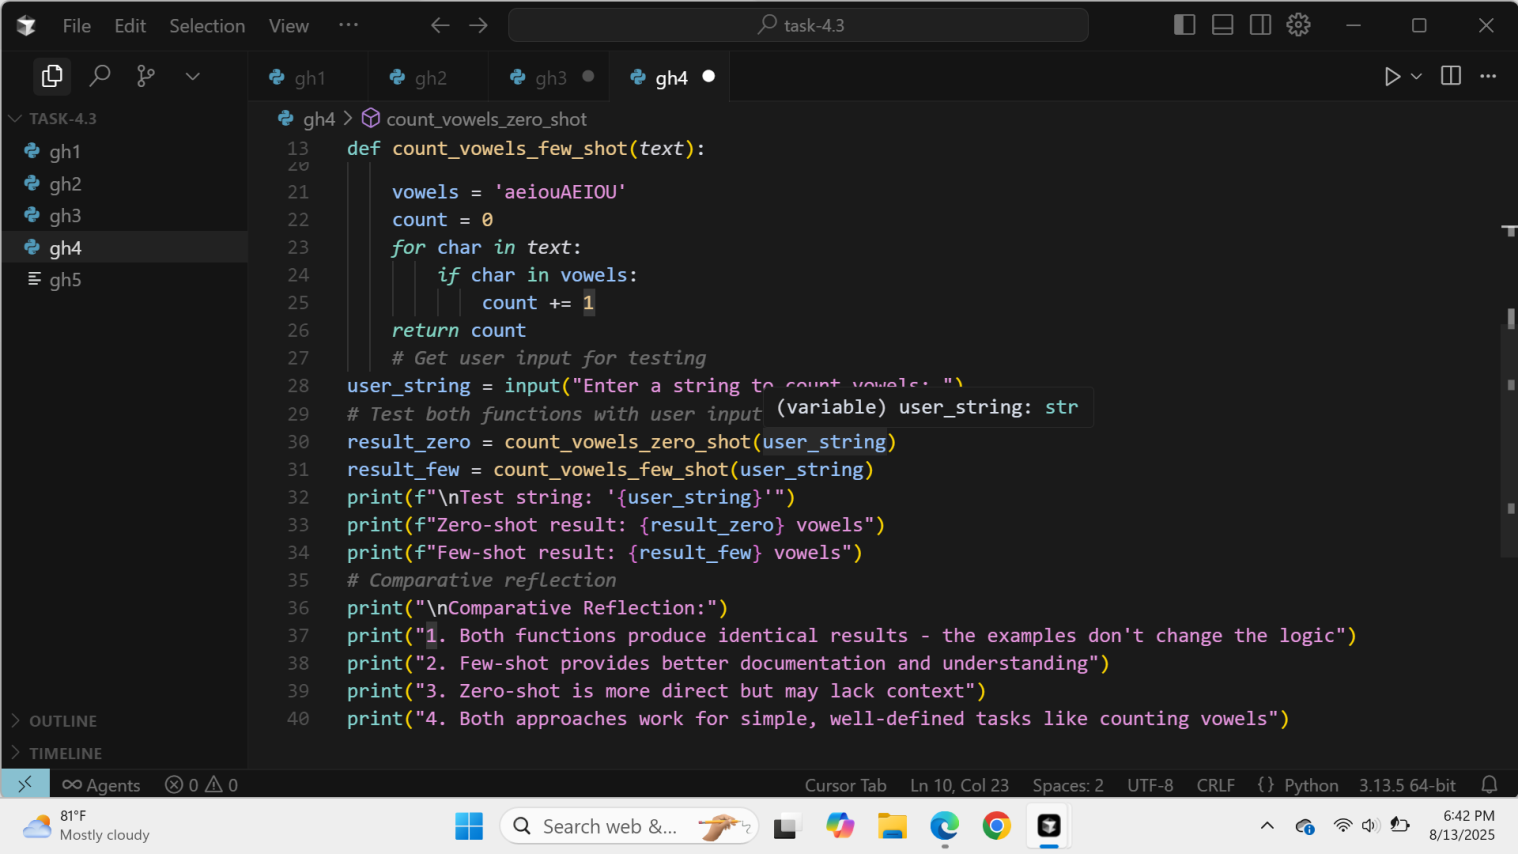 File Edit Selection View ···
task-4.3
gh1 gh2 gh3 gh4
TASK-4.3
gh1
gh2
gh3
gh4
gh5
OUTLINE
TIMELINE
gh4 > count_vowels_zero_shot
13 def count_vowels_few_shot(text):
20
21 vowels = 'aeiouAEIOU'
22 count = 0
23 for char in text:
24 if char in vowels:
25 count += 1
26 return count
27 # Get user input for testing
28 user_string = input("Enter a string to count vowels: ")
29 # Test both functions with user input
(variable) user_string: str
30 result_zero = count_vowels_zero_shot(user_string)
31 result_few = count_vowels_few_shot(user_string)
32 print(f"\nTest string: '{user_string}'")
33 print(f"Zero-shot result: {result_zero} vowels")
34 print(f"Few-shot result: {result_few} vowels")
35 # Comparative reflection
36 print("\nComparative Reflection:")
37 print("1. Both functions produce identical results - the examples don't change the logic")
38 print("2. Few-shot provides better documentation and understanding")
39 print("3. Zero-shot is more direct but may lack context")
40 print("4. Both approaches work for simple, well-defined tasks like counting vowels")
Agents 0 0 Cursor Tab Ln 10, Col 23 Spaces: 2 UTF-8 CRLF {} Python 3.13.5 64-bit
81°F
Mostly cloudy
Search web &...
6:42 PM
8/13/2025